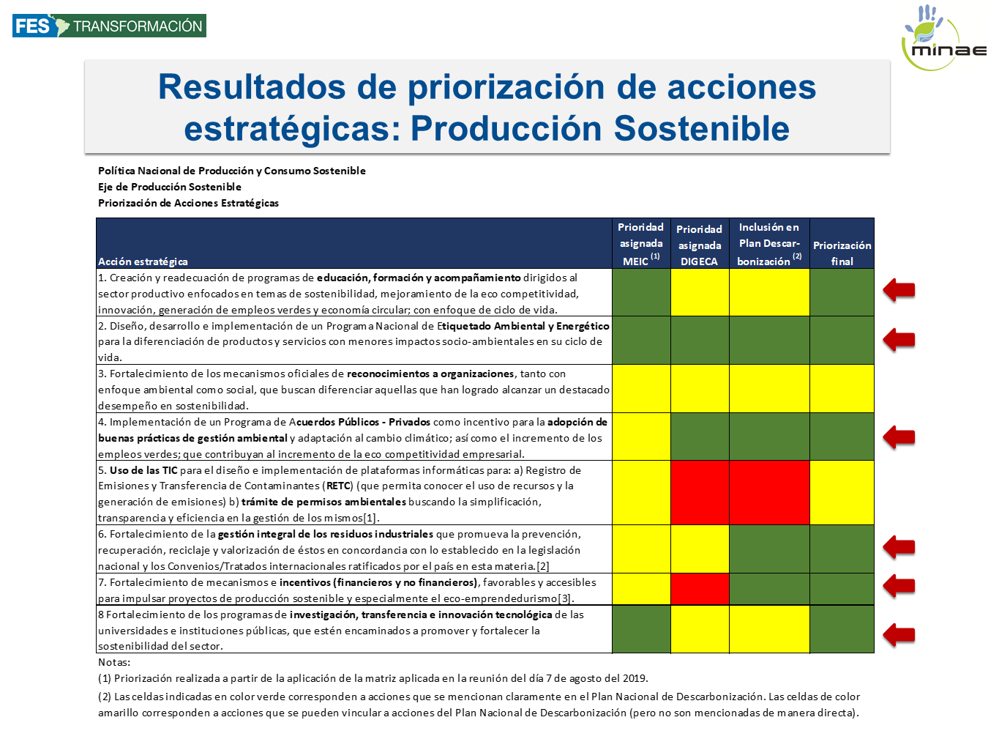 FES TRANSFORMACIÓN
minae
Resultados de priorización de acciones
estratégicas: Producción Sostenible
Política Nacional de Producción y Consumo Sostenible
Eje de Producción Sostenible
Priorización de Acciones Estratégicas
Acción estratégica
Prioridad
asignada
MEIC (1)
Prioridad
asignada
DIGECA
Inclusión en
Plan Descar-
bonización (2)
Priorización
final
1. Creación y readecuación de programas de educación, formación y acompañamiento dirigidos al
sector productivo enfocados en temas de sostenibilidad, mejoramiento de la eco competitividad,
innovación, generación de empleos verdes y economía circular; con enfoque de ciclo de vida.
2. Diseño, desarrollo e implementación de un Programa Nacional de Etiquetado Ambiental y Energético
para la diferenciación de productos y servicios con menores impactos socio-ambientales en su ciclo de
vida.
3. Fortalecimiento de los mecanismos oficiales de reconocimientos a organizaciones, tanto con
enfoque ambiental como social, que buscan diferenciar aquellas que han logrado alcanzar un destacado
desempeño en sostenibilidad.
4. Implementación de un Programa de Acuerdos Públicos - Privados como incentivo para la adopción de
buenas prácticas de gestión ambiental y adaptación al cambio climático; así como el incremento de los
empleos verdes; que contribuyan al incremento de la eco competitividad empresarial.
5. Uso de las TIC para el diseño e implementación de plataformas informáticas para: a) Registro de
Emisiones y Transferencia de Contaminantes (RETC) (que permita conocer el uso de recursos y la
generación de emisiones) b) trámite de permisos ambientales buscando la simplificación,
transparencia y eficiencia en la gestión de los mismos[1].
6. Fortalecimiento de la gestión integral de los residuos industriales que promueva la prevención,
recuperación, reciclaje y valorización de éstos en concordancia con lo establecido en la legislación
nacional y los Convenios/Tratados internacionales ratificados por el país en esta materia.[2]
7. Fortalecimiento de mecanismos e incentivos (financieros y no financieros), favorables y accesibles
para impulsar proyectos de producción sostenible y especialmente el eco-emprendedurismo[3].
8 Fortalecimiento de los programas de investigación, transferencia e innovación tecnológica de las
universidades e instituciones públicas, que estén encaminados a promover y fortalecer la
sostenibilidad del sector.
Notas:
(1) Priorización realizada a partir de la aplicación de la matriz aplicada en la reunión del día 7 de agosto del 2019.
(2) Las celdas indicadas en color verde corresponden a acciones que se mencionan claramente en el Plan Nacional de Descarbonización. Las celdas de color
amarillo corresponden a acciones que se pueden vincular a acciones del Plan Nacional de Descarbonización (pero no son mencionadas de manera directa).